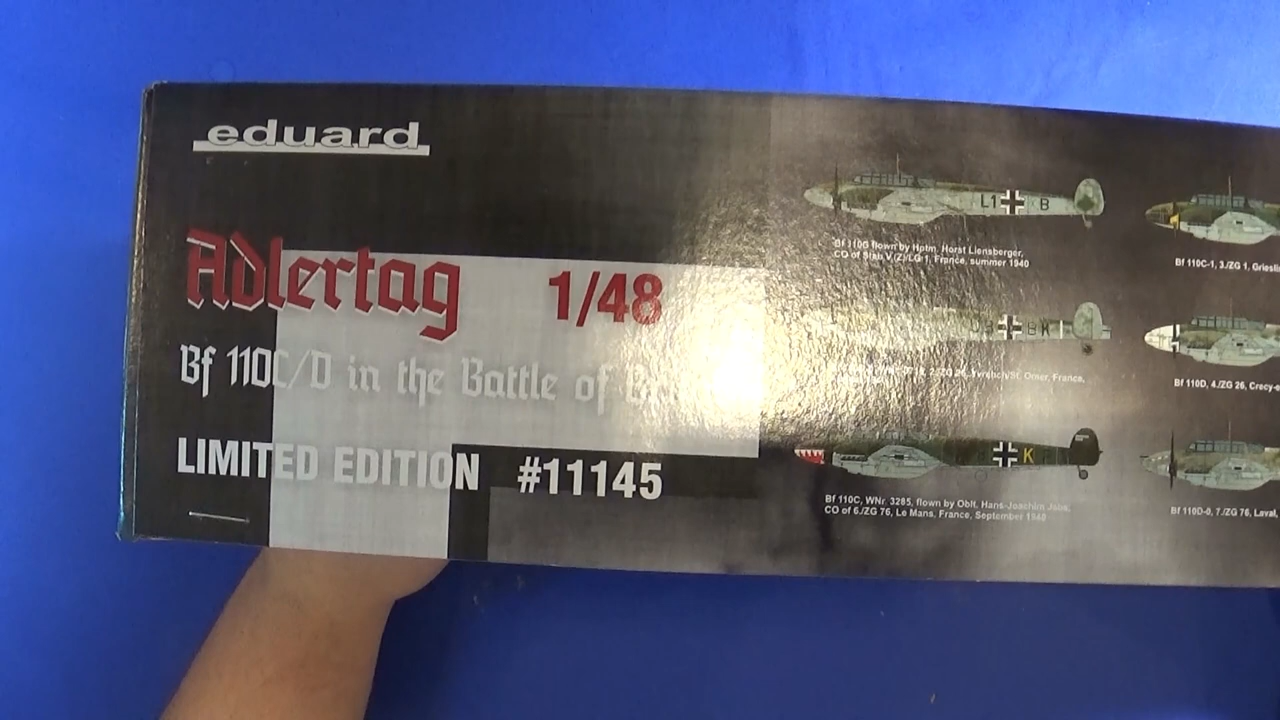 eduard
Adlertag 1/48
Bf 110C/D in the Battle of
LIMITED EDITION #11145
L1 B
Bf 110C flown by Hptm. Horst Liensberger,
CO of Stab V.(Z)/LG 1, France, summer 1940
Bf 110C-1, 3./ZG 1,
St. Omer, France,
Bf 110D, 4./ZG 26,
K
Bf 110C, WNr. 3285, flown by Oblt. Hans-Joachim Jabs,
CO of 6./ZG 76, Le Mans, France, September 1940
Bf 110D-0, 7./ZG 76, Laval,